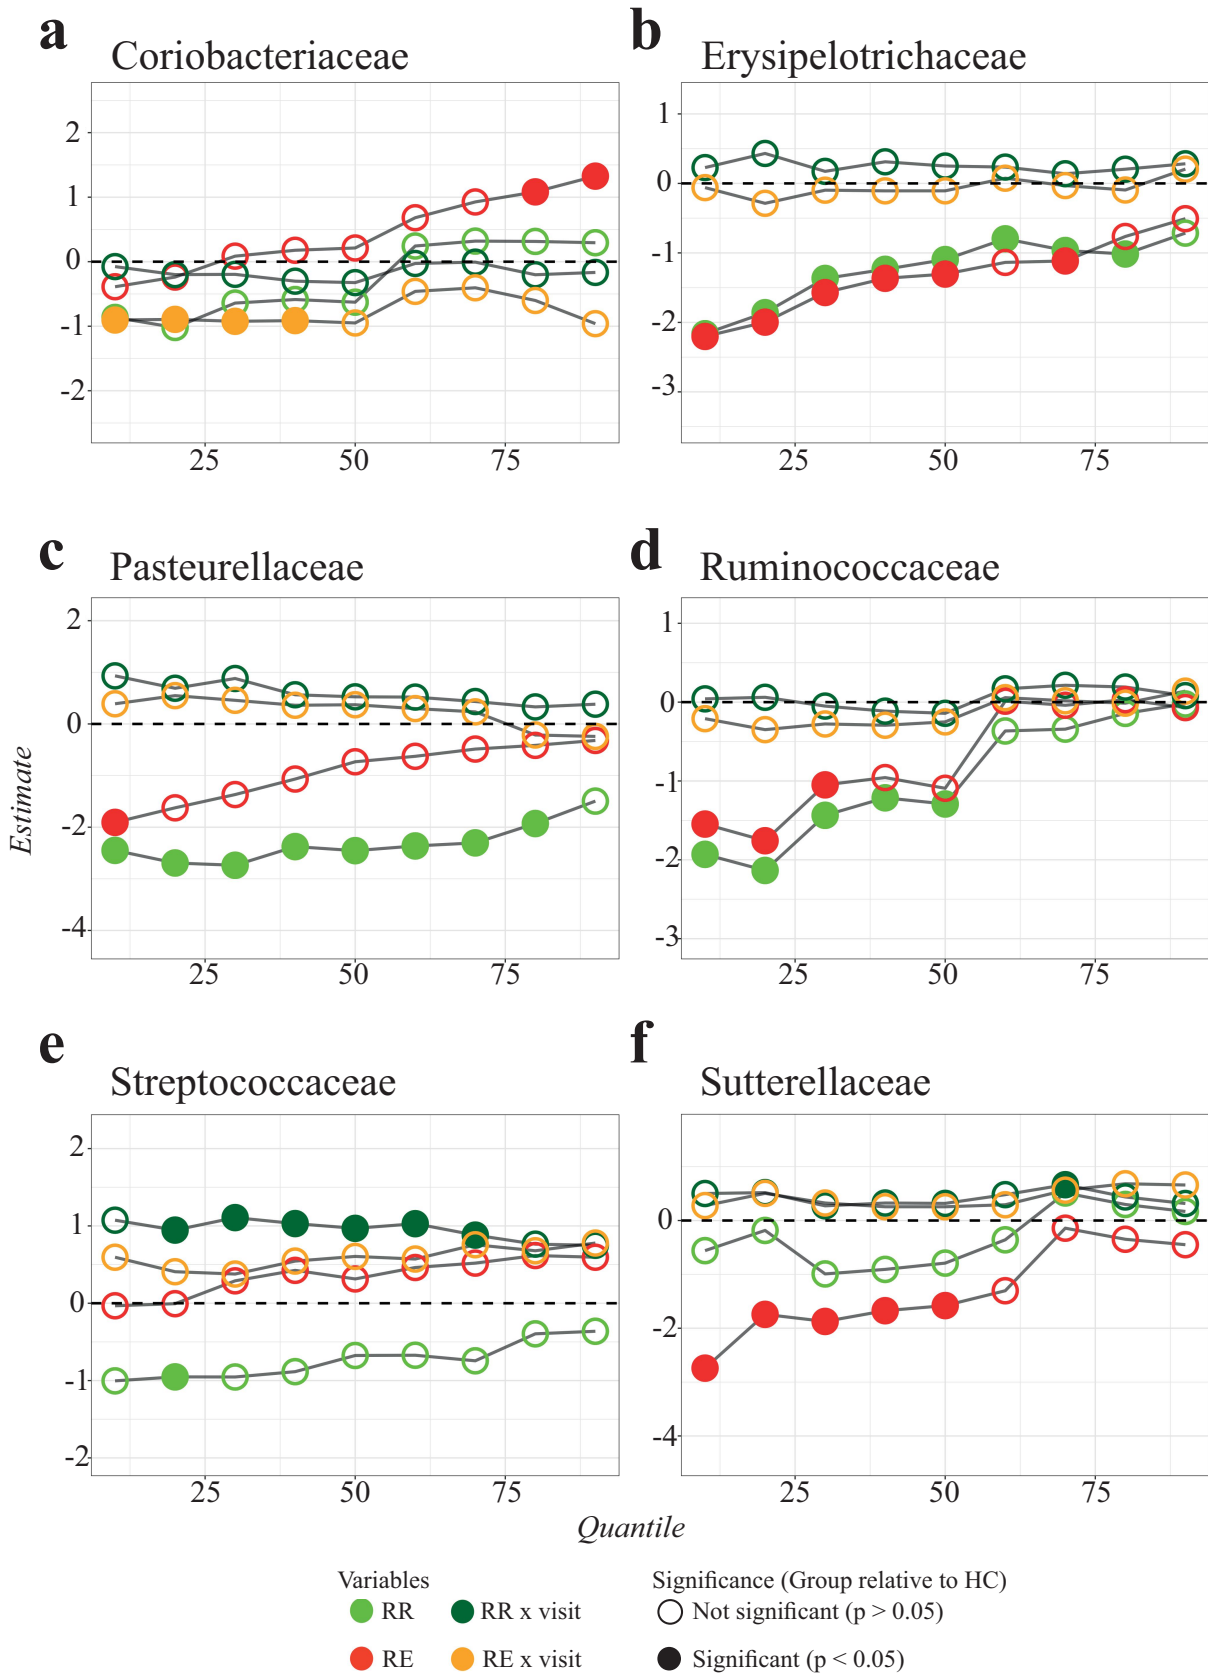 a
Coriobacteriaceae
2
1
0
-1
-2
25
50
75
b
Erysipelotrichaceae
1
0
-1
-2
-3
25
50
75
c
Pasteurellaceae
2
0
-2
-4
25
50
75
d
Ruminococcaceae
1
0
-1
-2
-3
25
50
75
Estimate
e
Streptococcaceae
2
1
0
-1
-2
25
50
75
f
Sutterellaceae
0
-2
-4
25
50
75
Quantile
Variables
RR
RR x visit
RE
RE x visit
Significance (Group relative to HC)
Not significant (p > 0.05)
Significant (p < 0.05)